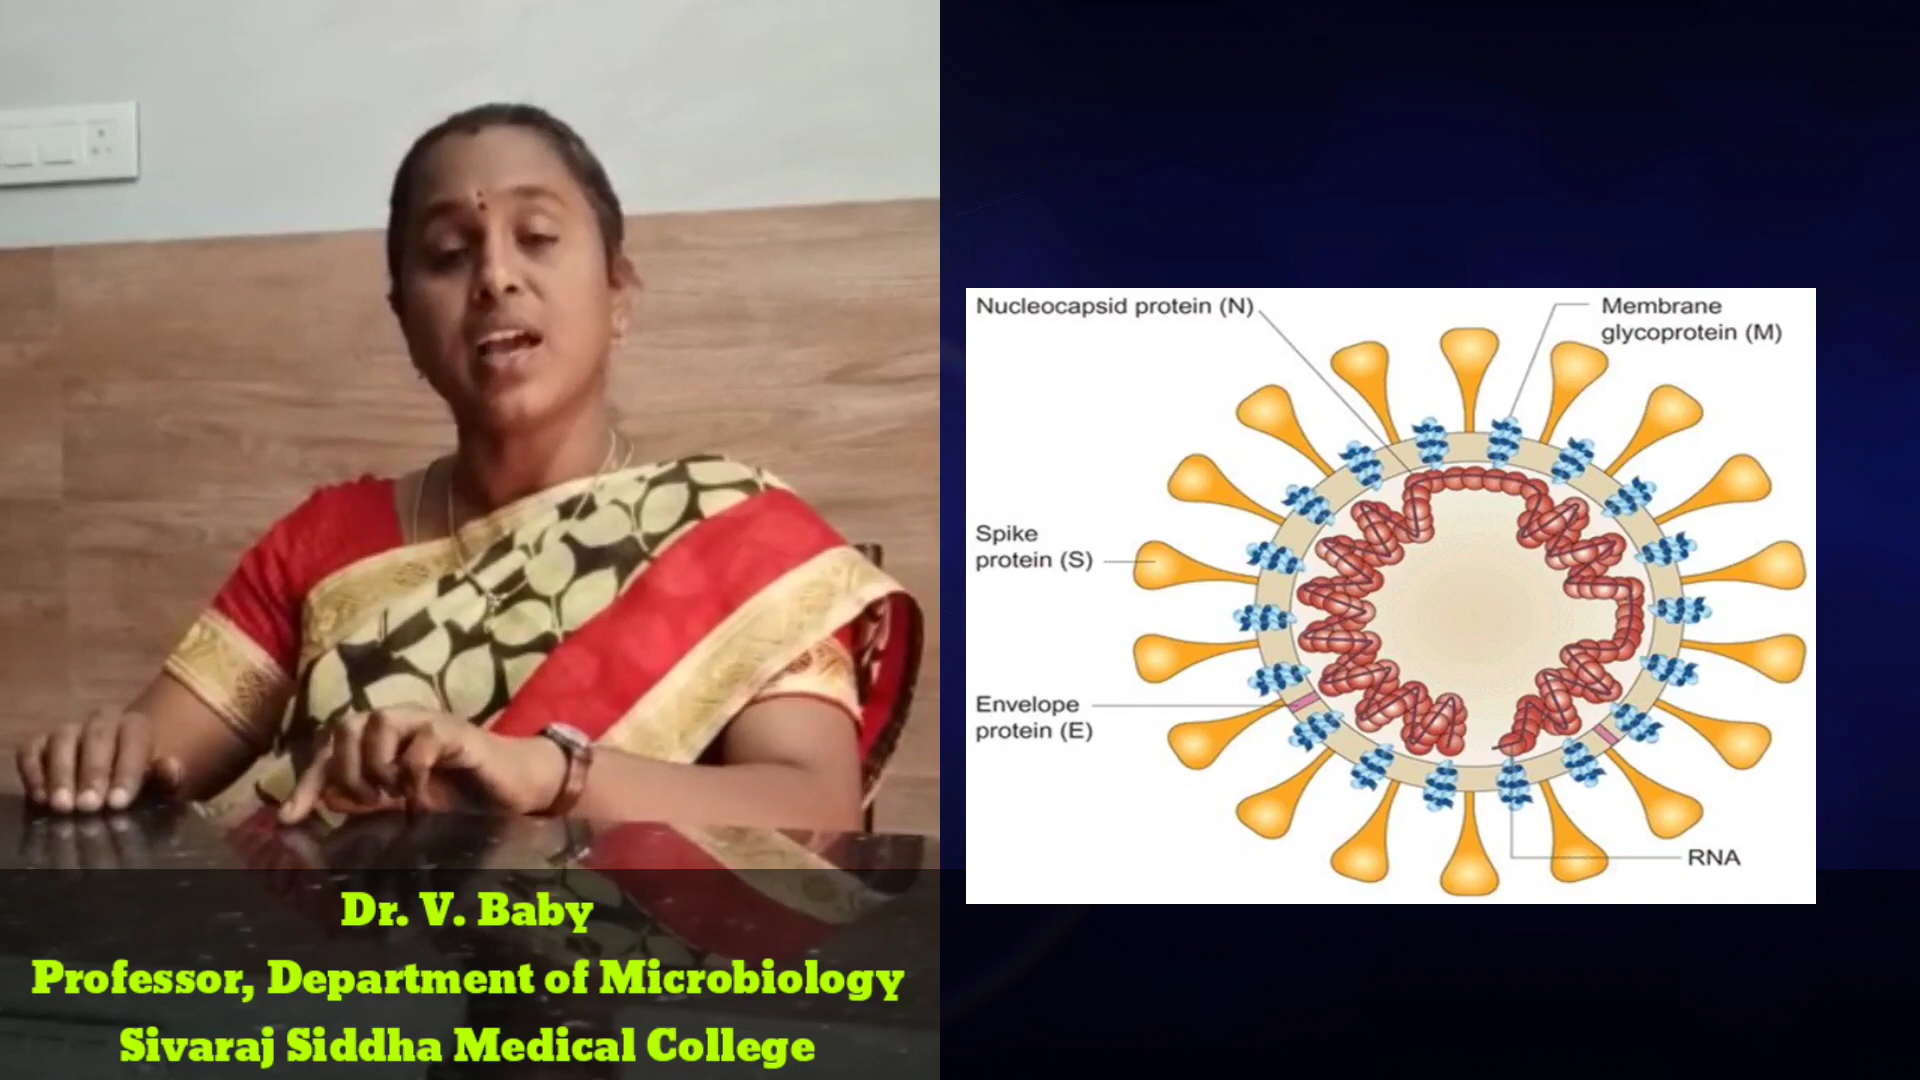 Dr. V. Baby
Professor, Department of Microbiology
Sivaraj Siddha Medical College
Nucleocapsid protein (N)
Membrane
glycoprotein (M)
Spike
protein (S)
Envelope
protein (E)
RNA